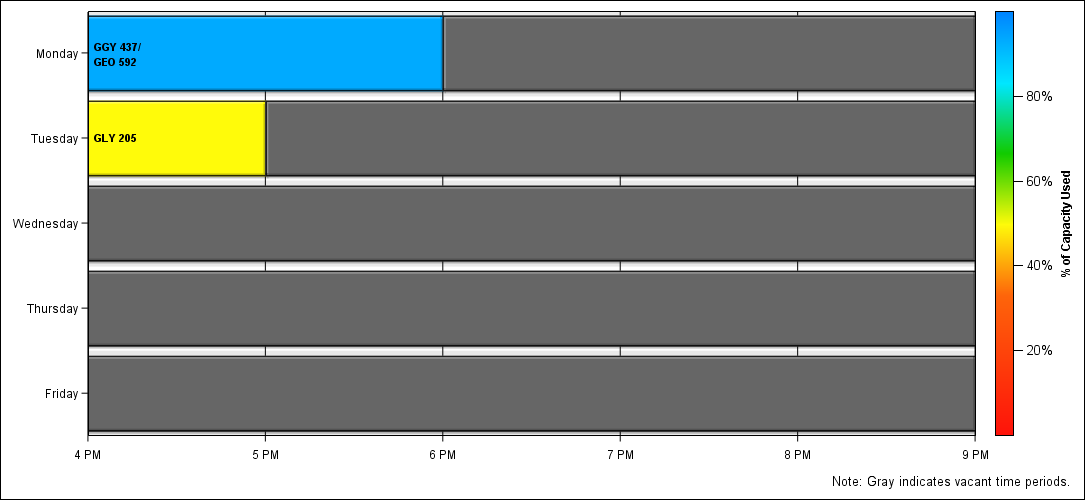 Monday
GGY 437/
GEO 592
Tuesday
GLY 205
Wednesday
Thursday
Friday
4 PM
5 PM
6 PM
7 PM
8 PM
9 PM
80%
60%
40%
20%
% of Capacity Used
Note: Gray indicates vacant time periods.